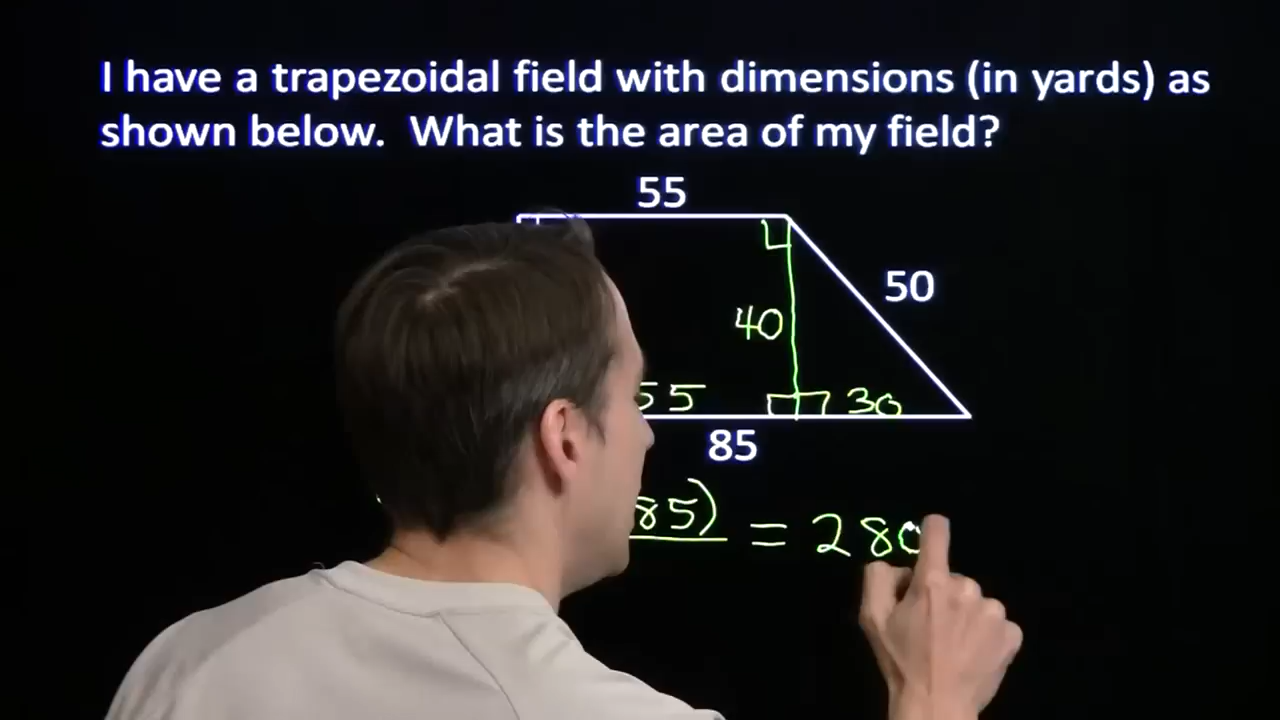 I have a trapezoidal field with dimensions (in yards) as
shown below. What is the area of my field?
55
50
40
55 30
85
85) = 280